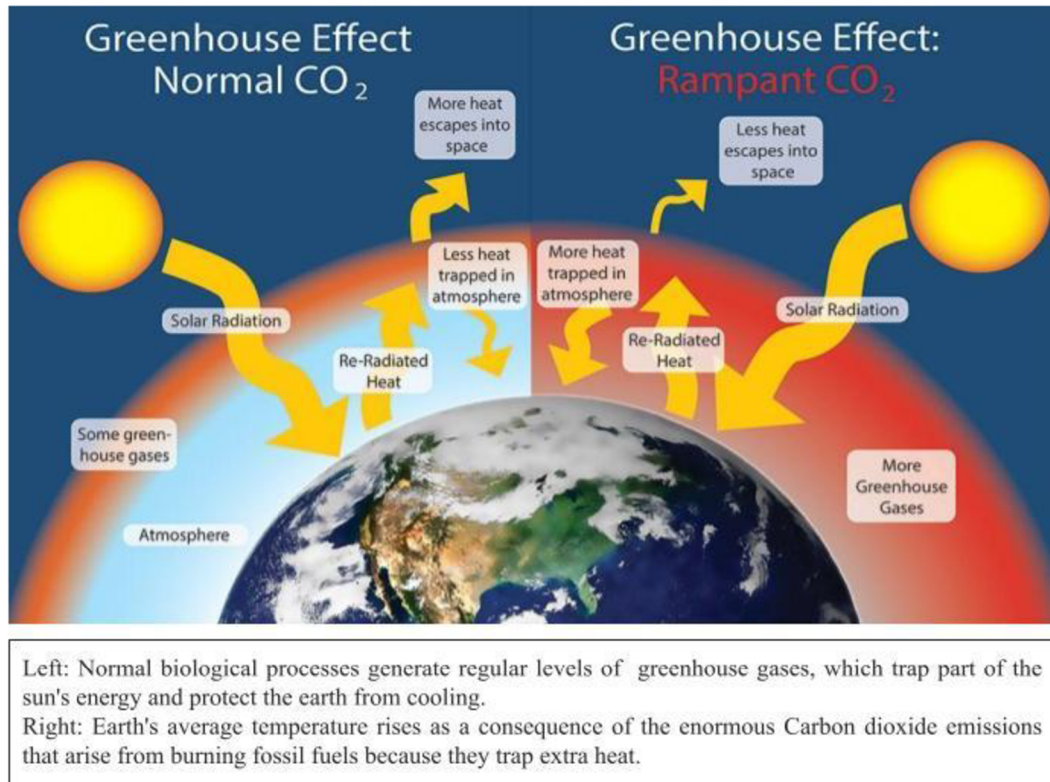 Greenhouse Effect
Normal CO₂
More heat
escapes into
space
Less heat
trapped in
atmosphere
Solar Radiation
Re-Radiated
Heat
Some green-
house gases
Atmosphere
Greenhouse Effect:
Rampant CO₂
Less heat
escapes into
space
More heat
trapped in
atmosphere
Solar Radiation
Re-Radiated
Heat
More
Greenhouse
Gases
Left: Normal biological processes generate regular levels of greenhouse gases, which trap part of the
sun's energy and protect the earth from cooling.
Right: Earth's average temperature rises as a consequence of the enormous Carbon dioxide emissions
that arise from burning fossil fuels because they trap extra heat.